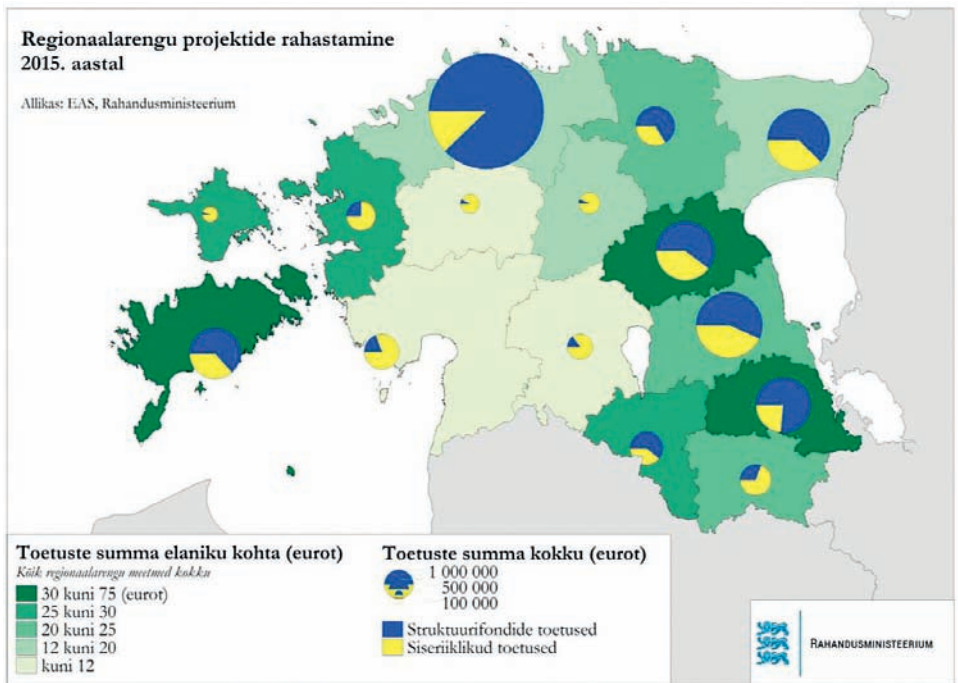 Regionaalarengu projektide rahastamine
2015. aastal
Allikas: EAS, Rahandusministeerium
Toetuste summa elaniku kohta (eurot)
Kõik regionaalarengu meetmed kokku
30 kuni 75 (eurot)
25 kuni 30
20 kuni 25
12 kuni 20
kuni 12
Toetuste summa kokku (eurot)
1 000 000
500 000
100 000
Struktuurifondide toetused
Siseriiklikud toetused
RAHANDUSMINISTEERIUM